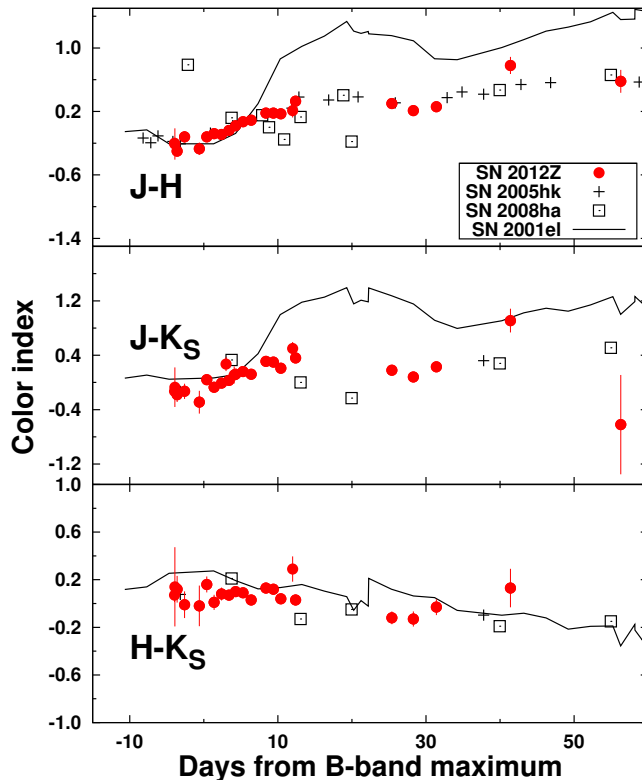 1.0
0.2
-0.6
-1.4
J-H
SN 2012Z
SN 2005hk
SN 2008ha
SN 2001el
1.2
0.4
-0.4
-1.2
J-KS
Color index
1.0
0.6
0.2
-0.2
-0.6
-1.0
H-KS
-10 10 30 50
Days from B-band maximum